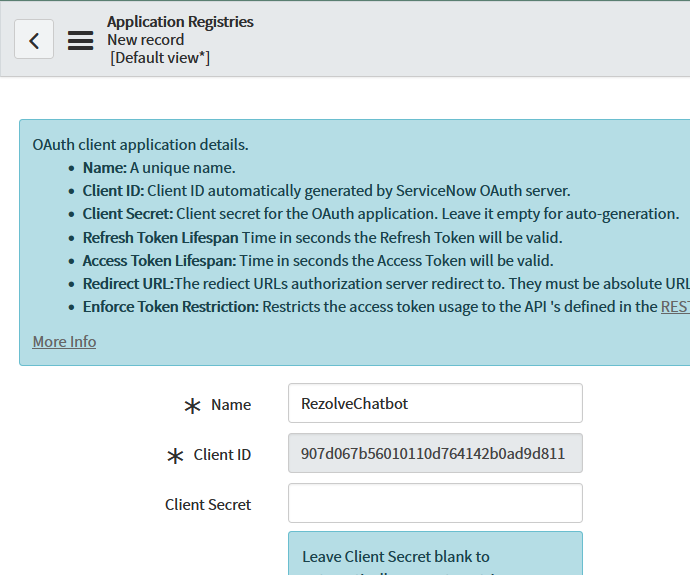 Application Registries
New record
[Default view*]
OAuth client application details.
• Name: A unique name.
• Client ID: Client ID automatically generated by ServiceNow OAuth server.
• Client Secret: Client secret for the OAuth application. Leave it empty for auto-generation.
• Refresh Token Lifespan Time in seconds the Refresh Token will be valid.
• Access Token Lifespan: Time in seconds the Access Token will be valid.
• Redirect URL:The rediect URLs authorization server redirect to. They must be absolute URL
• Enforce Token Restriction: Restricts the access token usage to the API 's defined in the REST
More Info
* Name RezolveChatbot
* Client ID 907d067b56010110d764142b0ad9d811
Client Secret
Leave Client Secret blank to